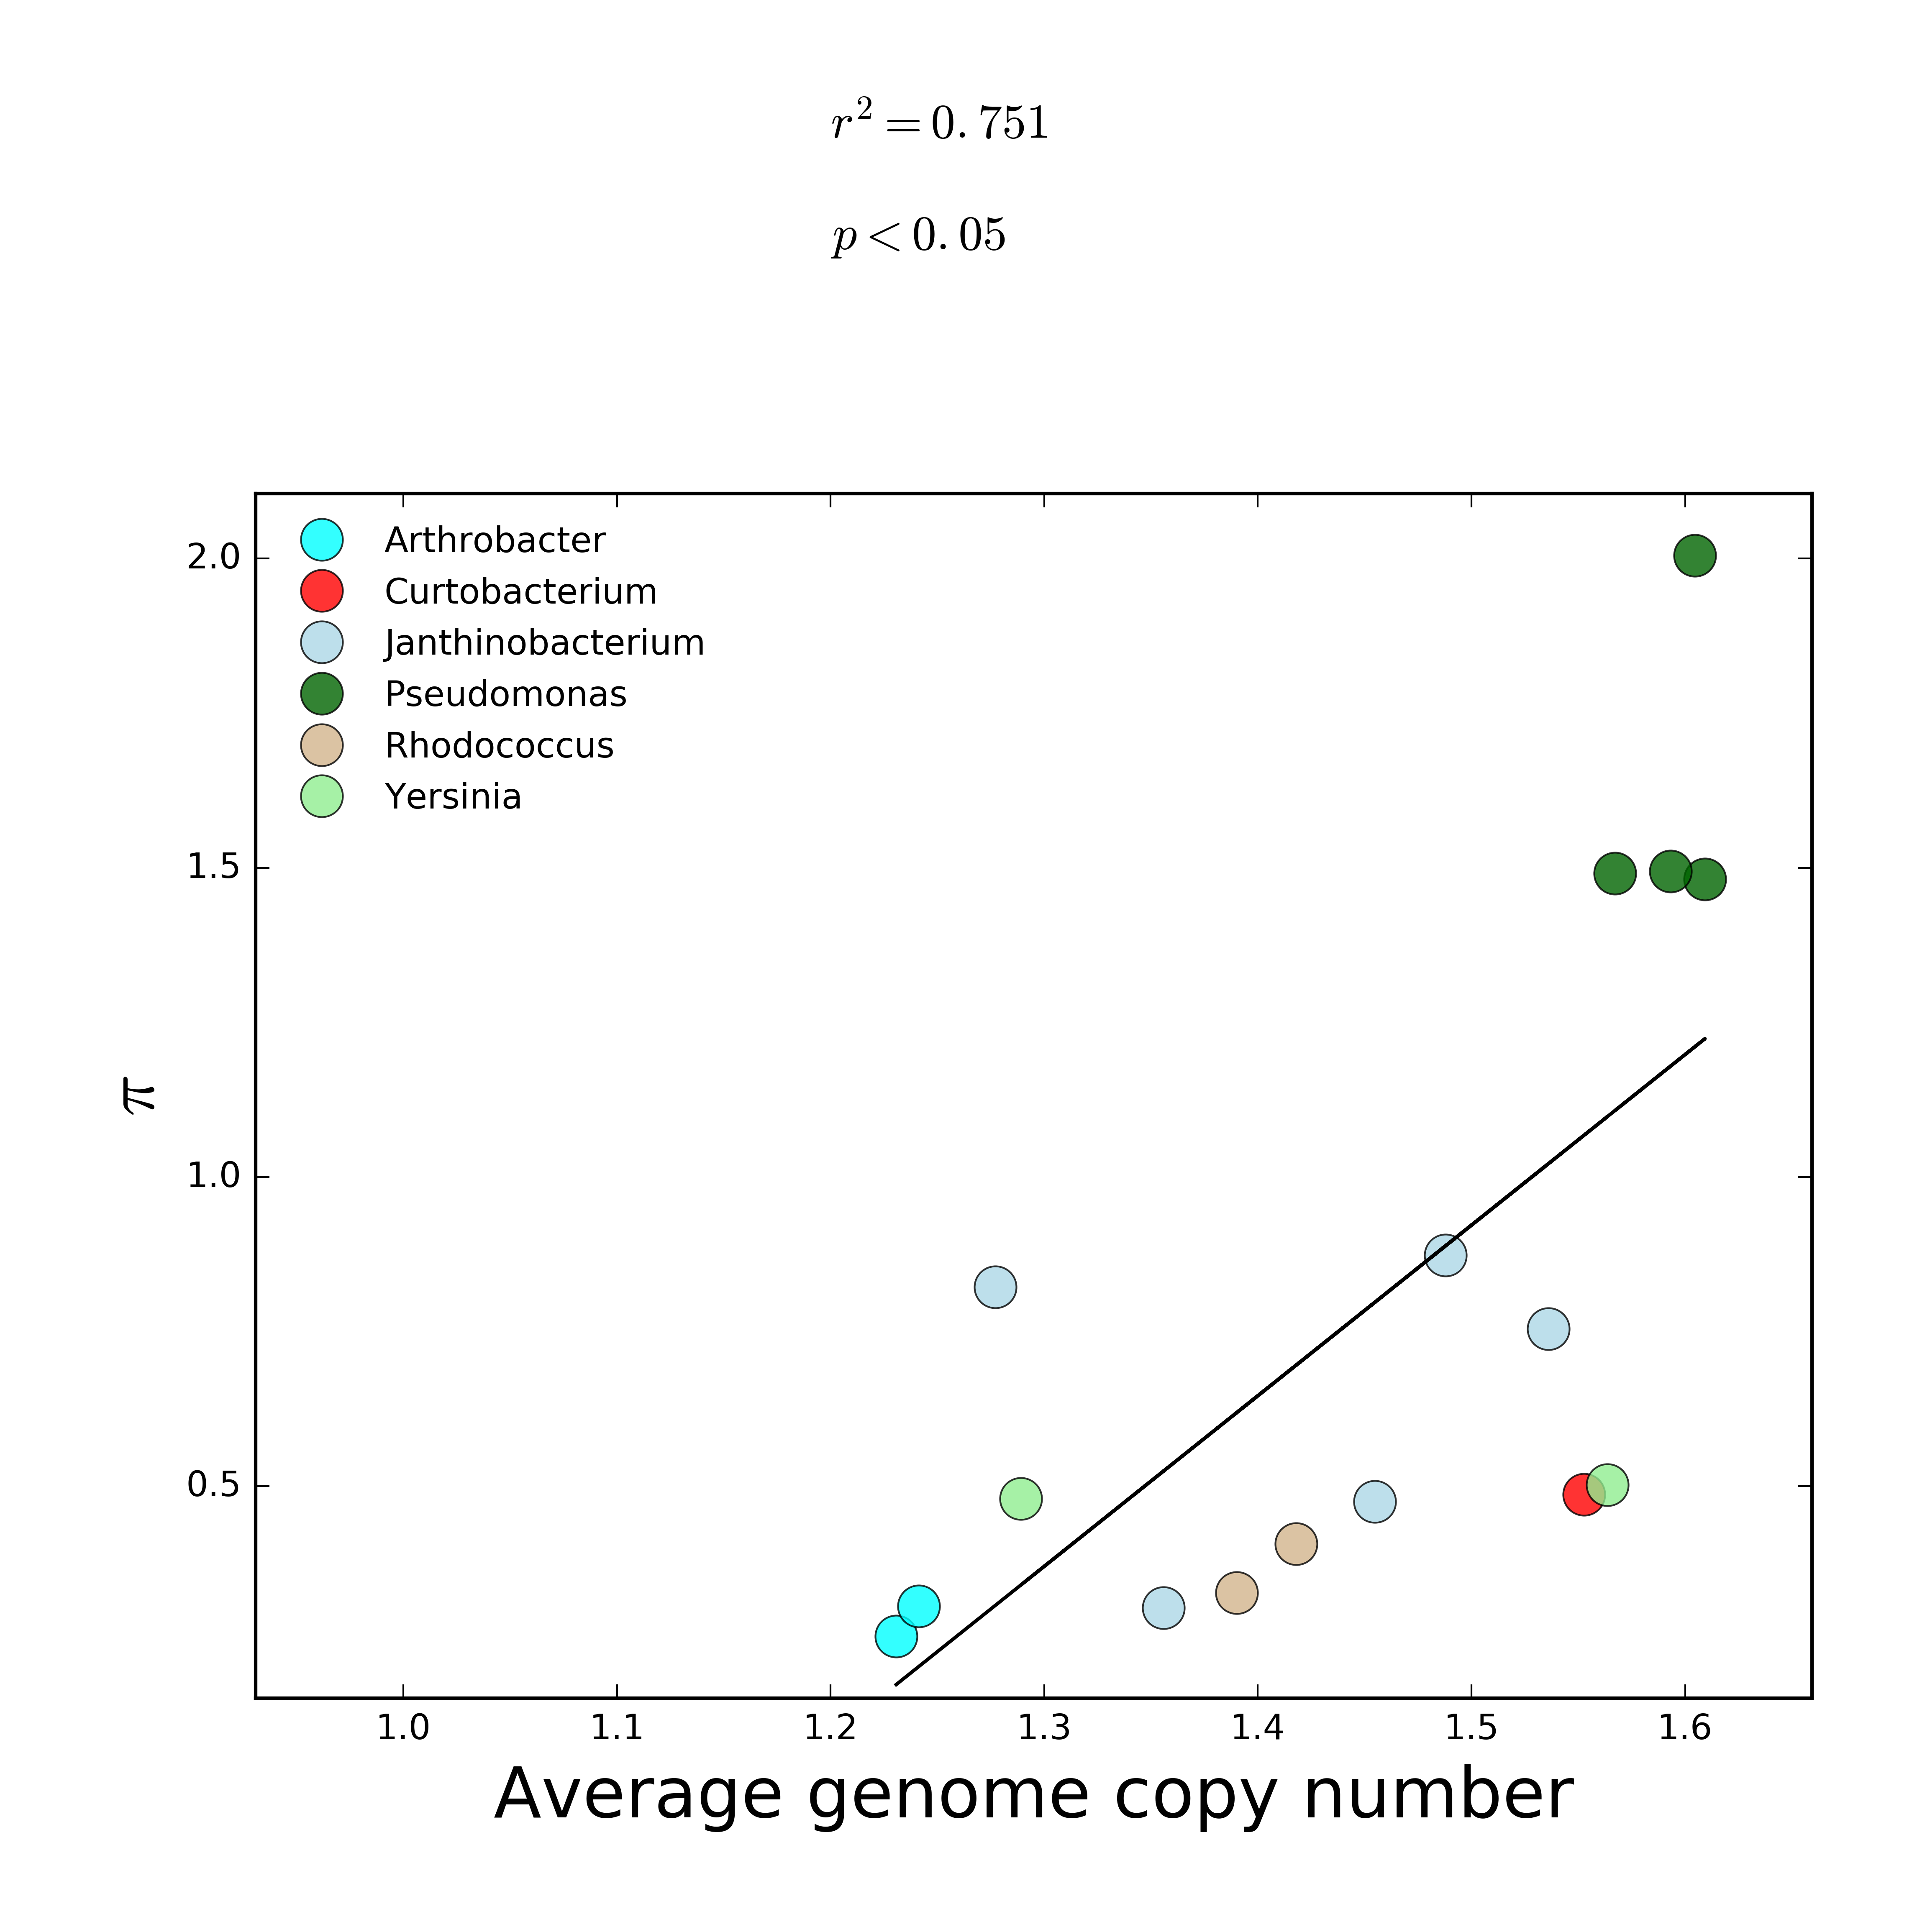 r² = 0.751
p < 0.05
Arthrobacter
Curtobacterium
Janthinobacterium
Pseudomonas
Rhodococcus
Yersinia
2.0
1.5
1.0
0.5
π
1.0 1.1 1.2 1.3 1.4 1.5 1.6
Average genome copy number